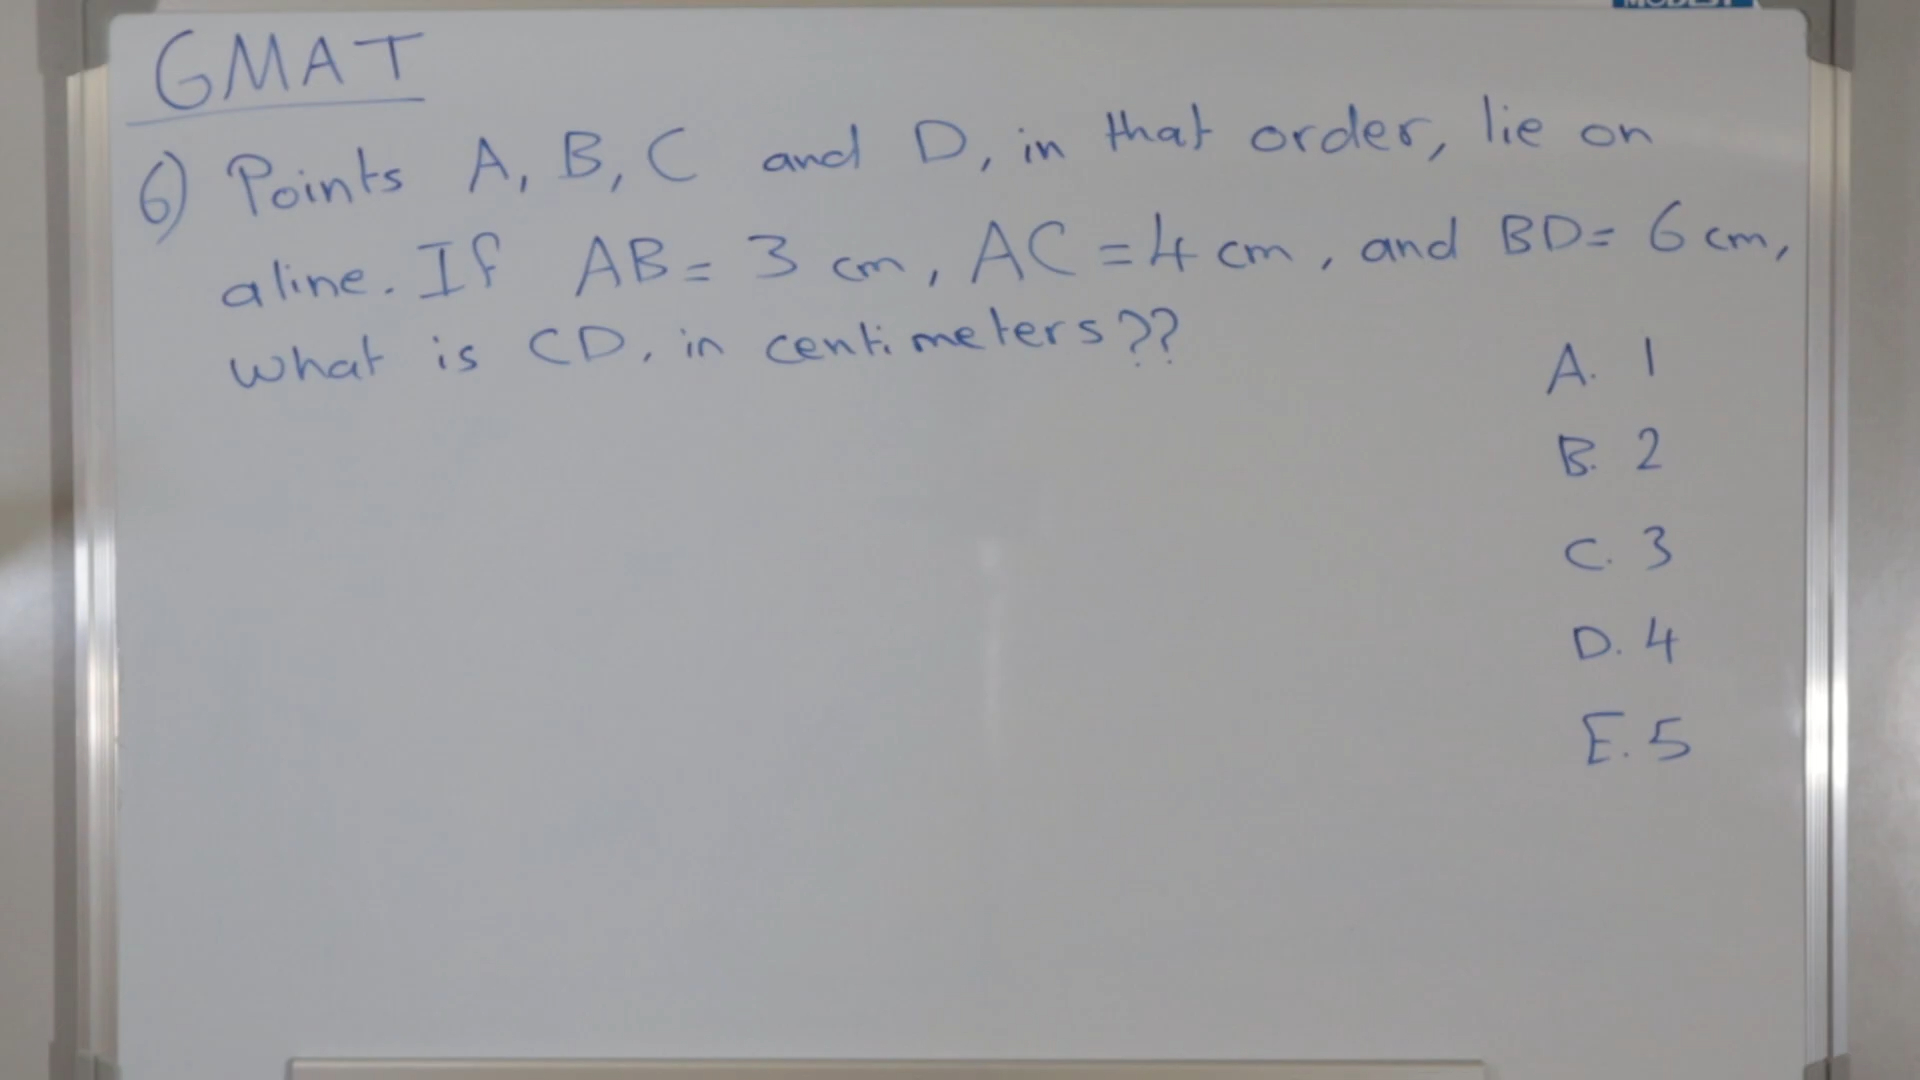 GMAT
6) Points A, B, C and D, in that order, lie on
a line. If AB = 3 cm, AC = 4 cm, and BD = 6 cm,
what is CD, in centimeters??
A. 1
B. 2
C. 3
D. 4
E. 5